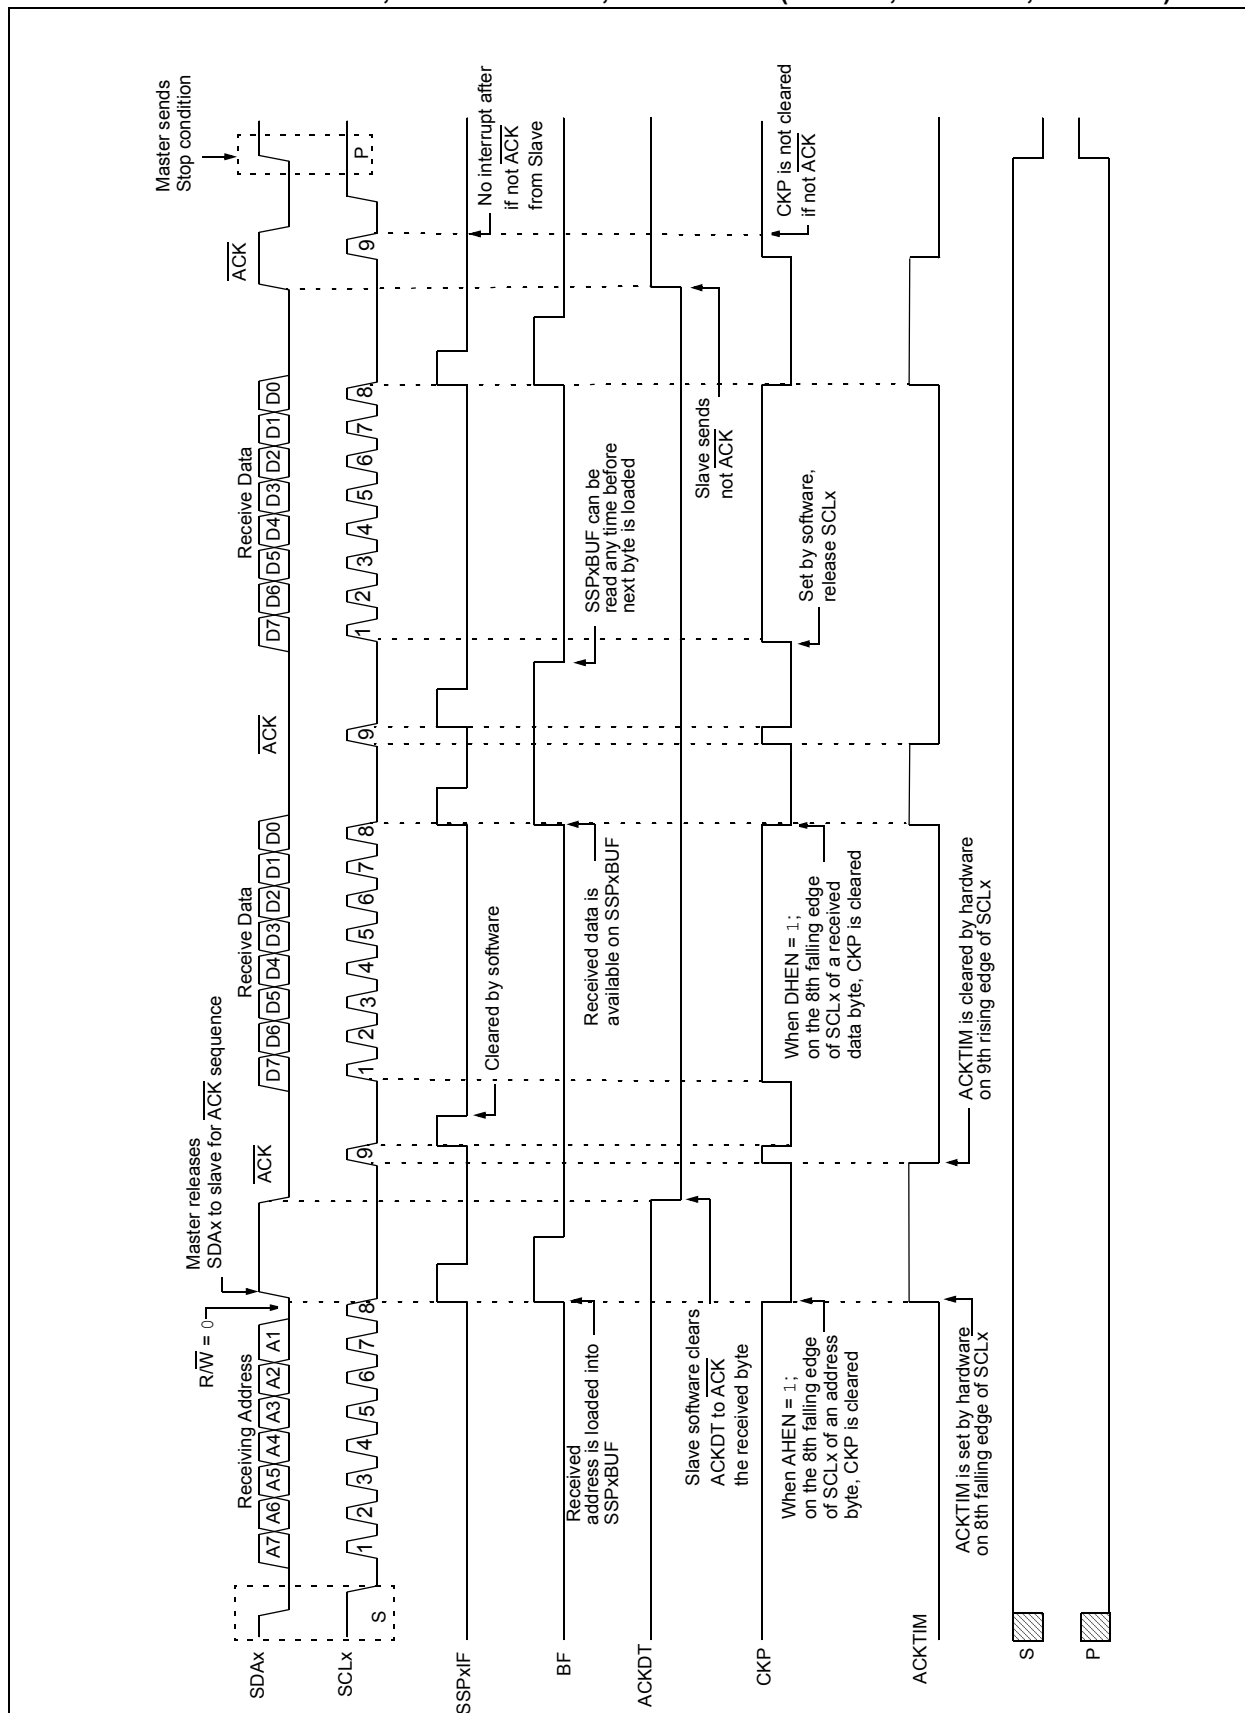 Master sends
Stop condition
SDAx
Receiving Address
A7 A6 A5 A4 A3 A2 A1
R/W = 0
Master releases
SDAx to slave for ACK sequence
ACK
Receive Data
D7 D6 D5 D4 D3 D2 D1 D0
ACK
Receive Data
D7 D6 D5 D4 D3 D2 D1 D0
ACK
SCLx
S
1 2 3 4 5 6 7 8 9
1 2 3 4 5 6 7 8 9
1 2 3 4 5 6 7 8 9
P
SSPxIF
Cleared by software
No interrupt after
if not ACK
from Slave
BF
Received
address is loaded into
SSPxBUF
Received data is
available on SSPxBUF
SSPxBUF can be
read any time before
next byte is loaded
ACKDT
Slave software clears
ACKDT to ACK
the received byte
Slave sends
not ACK
CKP
When AHEN = 1;
on the 8th falling edge
of SCLx of an address
byte, CKP is cleared
When DHEN = 1;
on the 8th falling edge
of SCLx of a received
data byte, CKP is cleared
Set by software,
release SCLx
CKP is not cleared
if not ACK
ACKTIM
ACKTIM is set by hardware
on 8th falling edge of SCLx
ACKTIM is cleared by hardware
on 9th rising edge of SCLx
S
P